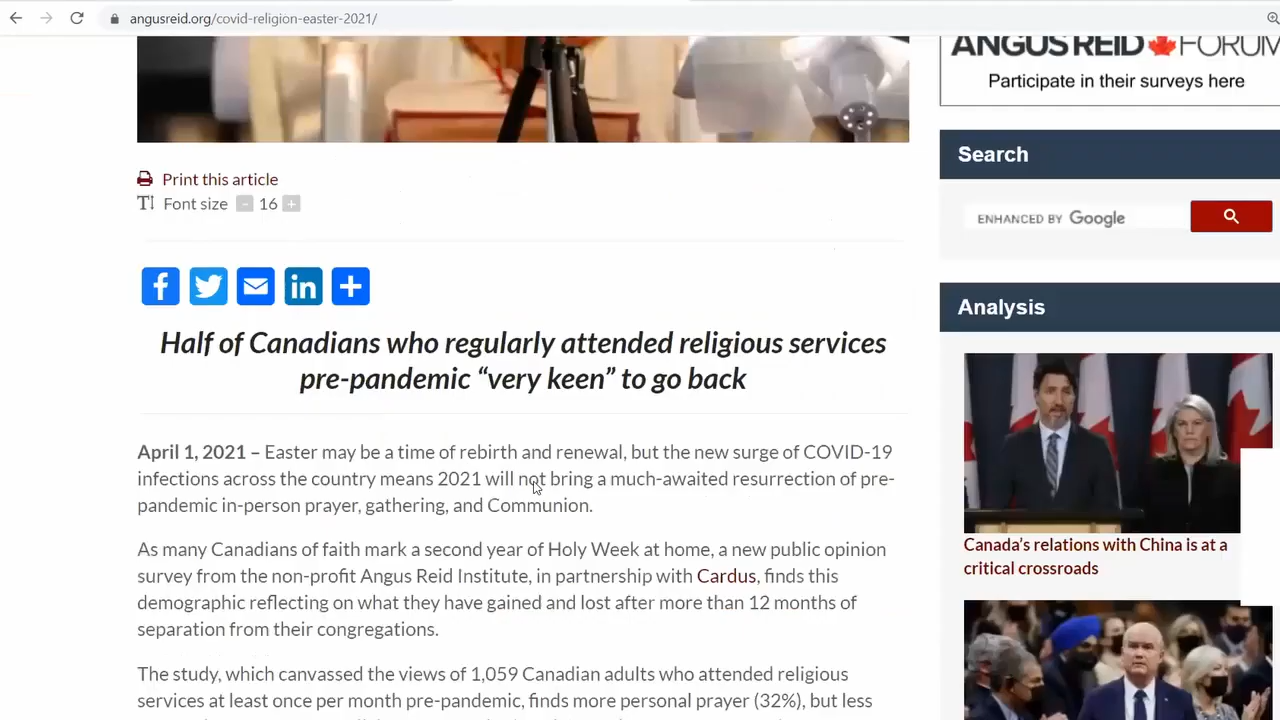 angusreid.org/covid-religion-easter-2021/
ANGUS REID FORUM
Participate in their surveys here
Print this article
Font size - 16 +
Search
ENHANCED BY Google
Half of Canadians who regularly attended religious services
pre-pandemic “very keen” to go back
Analysis
April 1, 2021 – Easter may be a time of rebirth and renewal, but the new surge of COVID-19
infections across the country means 2021 will not bring a much-awaited resurrection of pre-
pandemic in-person prayer, gathering, and Communion.
As many Canadians of faith mark a second year of Holy Week at home, a new public opinion
survey from the non-profit Angus Reid Institute, in partnership with Cardus, finds this
demographic reflecting on what they have gained and lost after more than 12 months of
separation from their congregations.
The study, which canvassed the views of 1,059 Canadian adults who attended religious
services at least once per month pre-pandemic, finds more personal prayer (32%), but less
Canada’s relations with China is at a
critical crossroads